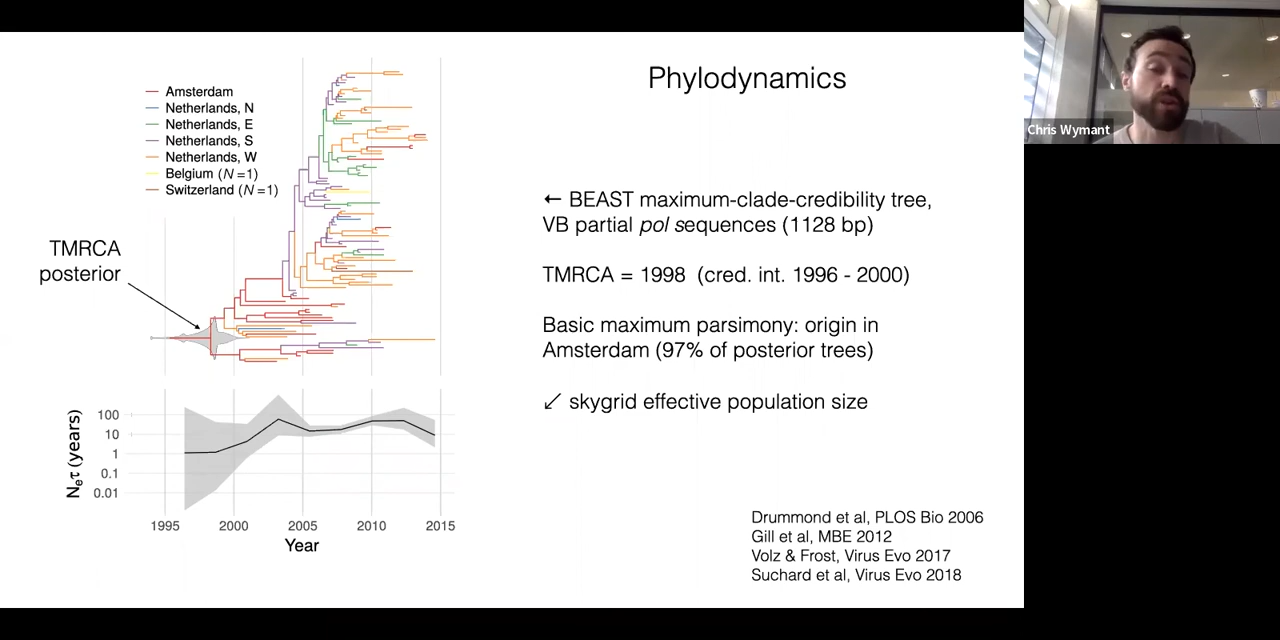 Phylodynamics
Chris Wymant
Amsterdam
Netherlands, N
Netherlands, E
Netherlands, S
Netherlands, W
Belgium (N =1)
Switzerland (N =1)
TMRCA
posterior
← BEAST maximum-clade-credibility tree,
VB partial pol sequences (1128 bp)
TMRCA = 1998 (cred. int. 1996 - 2000)
Basic maximum parsimony: origin in
Amsterdam (97% of posterior trees)
↙ skygrid effective population size
Neτ (years)
100
10
1
0.1
0.01
1995 2000 2005 2010 2015
Year
Drummond et al, PLOS Bio 2006
Gill et al, MBE 2012
Volz & Frost, Virus Evo 2017
Suchard et al, Virus Evo 2018